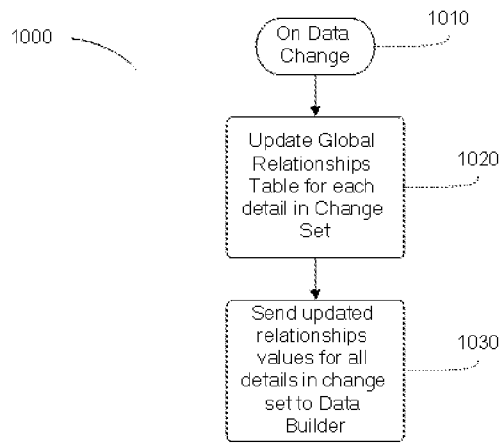 1000
On Data
Change
1010
Update Global
Relationships
Table for each
detail in Change
Set
1020
Send updated
relationships
values for all
details in change
set to Data
Builder
1030